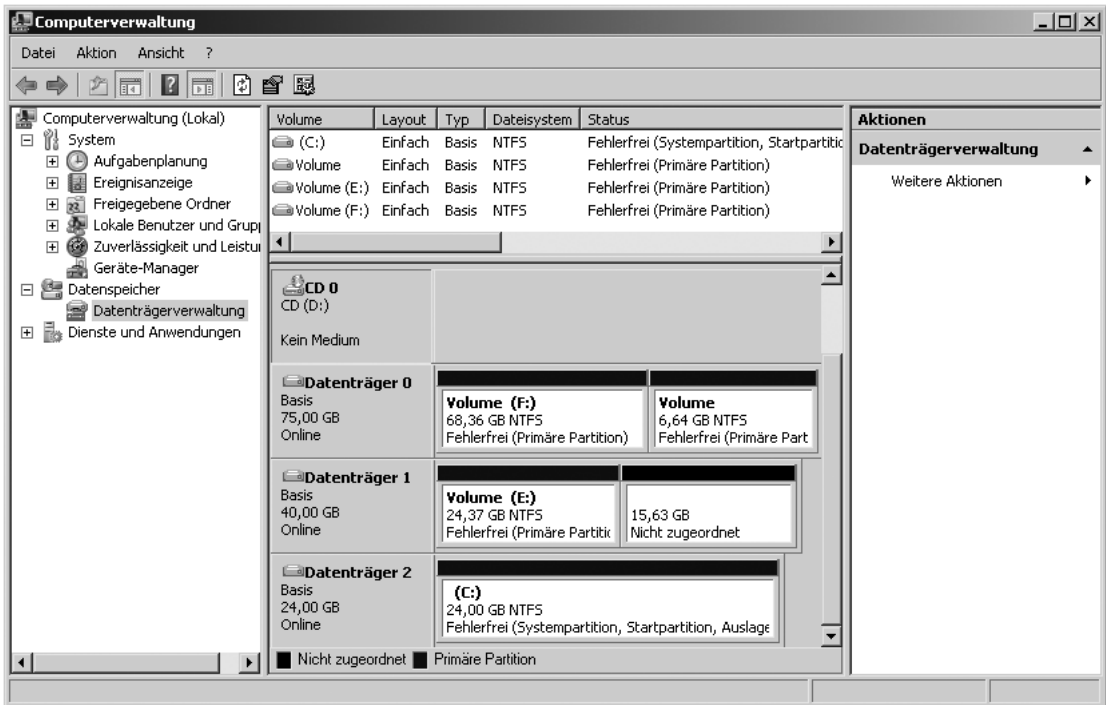 Computerverwaltung
Datei Aktion Ansicht ?
Computerverwaltung (Lokal)
System
Aufgabenplanung
Ereignisanzeige
Freigegebene Ordner
Lokale Benutzer und Grupp
Zuverlässigkeit und Leistu
Geräte-Manager
Datenspeicher
Datenträgerverwaltung
Dienste und Anwendungen
Volume Layout Typ Dateisystem Status
(C:) Einfach Basis NTFS Fehlerfrei (Systempartition, Startpartitio
Volume Einfach Basis NTFS Fehlerfrei (Primäre Partition)
Volume (E:) Einfach Basis NTFS Fehlerfrei (Primäre Partition)
Volume (F:) Einfach Basis NTFS Fehlerfrei (Primäre Partition)
CD 0
CD (D:)
Kein Medium
Datenträger 0
Basis
75,00 GB
Online
Volume (F:)
68,36 GB NTFS
Fehlerfrei (Primäre Partition)
Volume
6,64 GB NTFS
Fehlerfrei (Primäre Part
Datenträger 1
Basis
40,00 GB
Online
Volume (E:)
24,37 GB NTFS
Fehlerfrei (Primäre Partitio
15,63 GB
Nicht zugeordnet
Datenträger 2
Basis
24,00 GB
Online
(C:)
24,00 GB NTFS
Fehlerfrei (Systempartition, Startpartition, Auslage
Nicht zugeordnet Primäre Partition
Aktionen
Datenträgerverwaltung
Weitere Aktionen